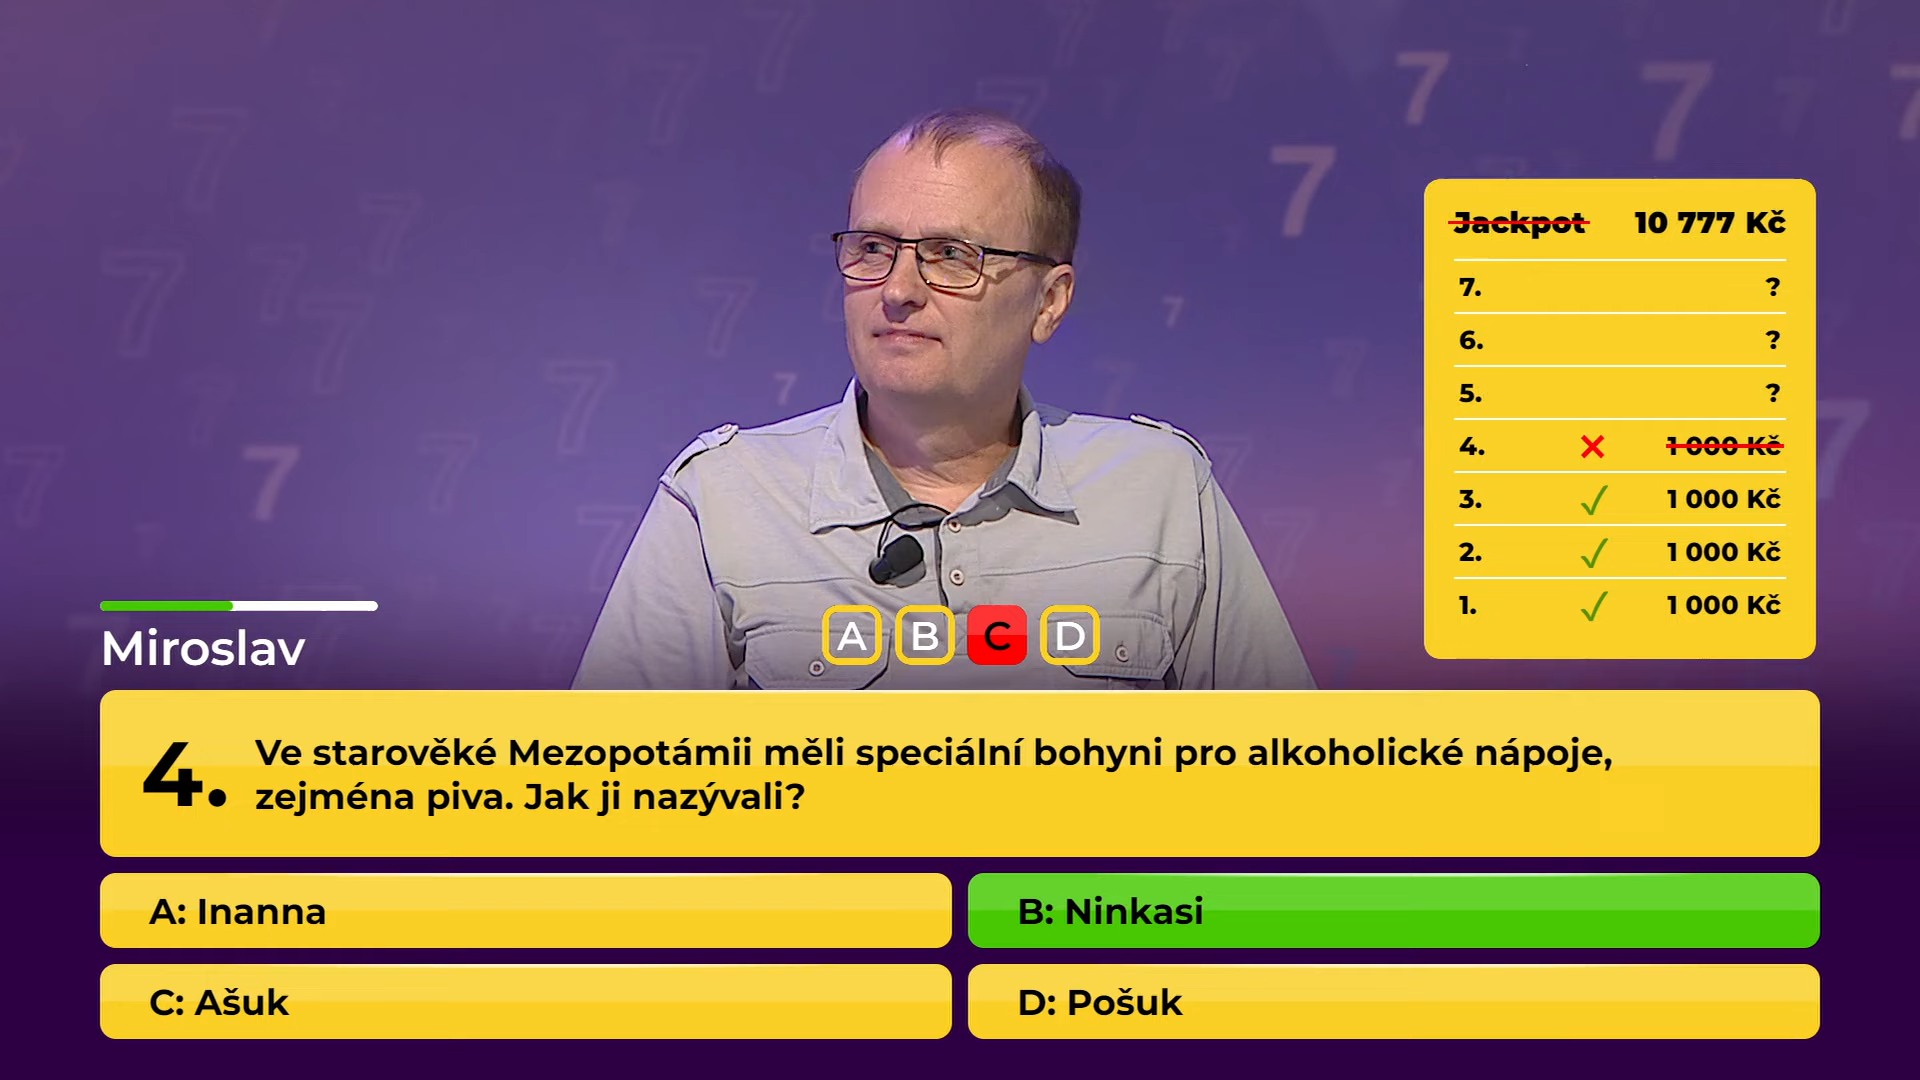 Jackpot 10 777 Kč
7. ?
6. ?
5. ?
4. ✕ 1 000 Kč
3. ✓ 1 000 Kč
2. ✓ 1 000 Kč
1. ✓ 1 000 Kč
Miroslav
A B C D
4. Ve starověké Mezopotámii měli speciální bohyni pro alkoholické nápoje,
zejména piva. Jak ji nazývali?
A: Inanna
B: Ninkasi
C: Ašuk
D: Pošuk